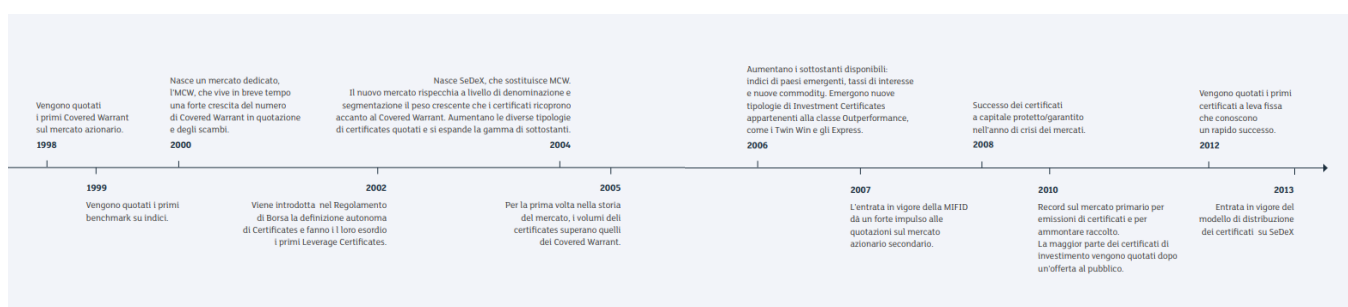 Vengono quotati
i primi Covered Warrant
sul mercato azionario.
1998
1999
Vengono quotati i primi
benchmark su indici.
Nasce un mercato dedicato,
l'MCW, che vive in breve tempo
una forte crescita del numero
di Covered Warrant in quotazione
e degli scambi.
2000
2002
Viene introdotta nel Regolamento
di Borsa la definizione autonoma
di Certificates e fanno i l loro esordio
i primi Leverage Certificates.
Nasce SeDeX, che sostituisce MCW.
Il nuovo mercato rispecchia a livello di denominazione e
segmentazione il peso crescente che i certificati ricoprono
accanto al Covered Warrant. Aumentano le diverse tipologie
di certificates quotati e si espande la gamma di sottostanti.
2004
2005
Per la prima volta nella storia
del mercato, i volumi deli
certificates superano quelli
dei Covered Warrant.
Aumentano i sottostanti disponibili:
indici di paesi emergenti, tassi di interesse
e nuove commodity. Emergono nuove
tipologie di Investment Certificates
appartenenti alla classe Outperformance,
come i Twin Win e gli Express.
2006
2007
L'entrata in vigore della MIFID
dà un forte impulso alle
quotazioni sul mercato
azionario secondario.
Successo dei certificati
a capitale protetto/garantito
nell'anno di crisi dei mercati.
2008
2010
Record sul mercato primario per
emissioni di certificati e per
ammontare raccolto.
La maggior parte dei certificati di
investimento vengono quotati dopo
un'offerta al pubblico.
Vengono quotati i primi
certificati a leva fissa
che conoscono
un rapido successo.
2012
2013
Entrata in vigore del
modello di distribuzione
dei certificati su SeDeX